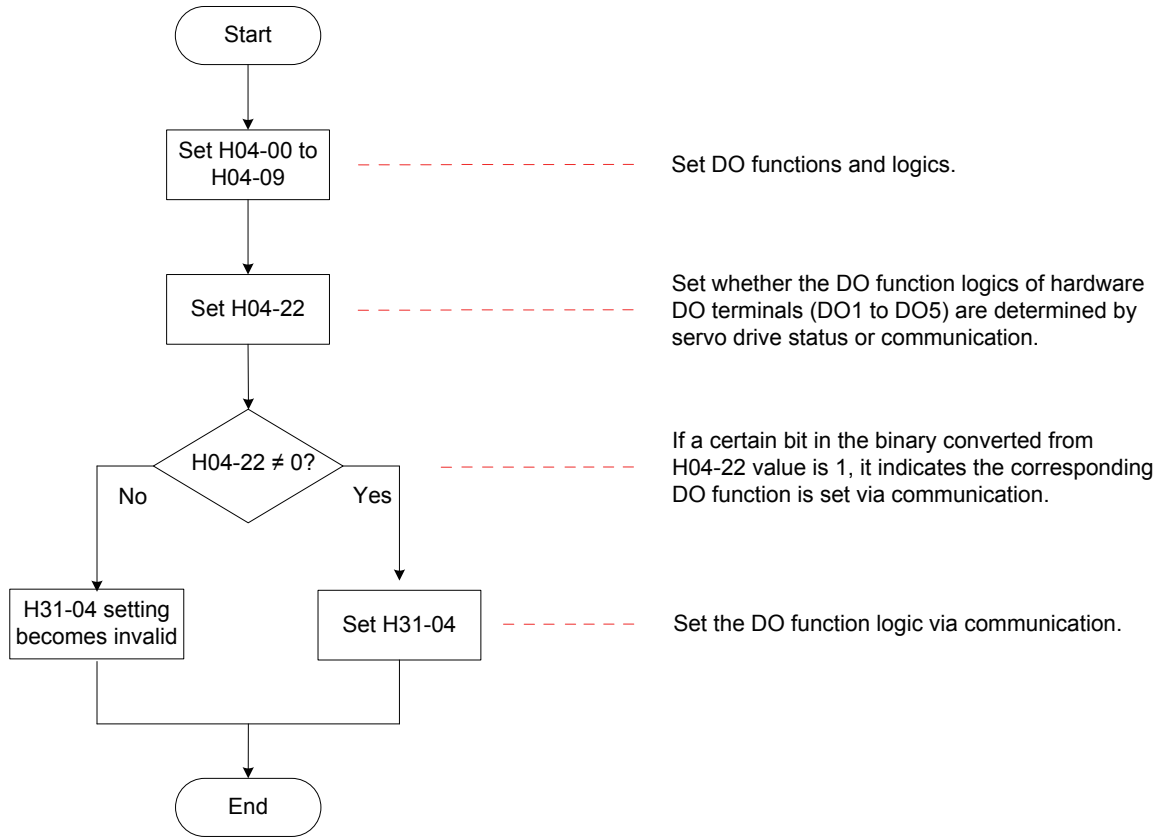 Start
Set H04-00 to
H04-09
Set DO functions and logics.
Set H04-22
Set whether the DO function logics of hardware
DO terminals (DO1 to DO5) are determined by
servo drive status or communication.
H04-22 ≠ 0?
If a certain bit in the binary converted from
H04-22 value is 1, it indicates the corresponding
DO function is set via communication.
No
Yes
H31-04 setting
becomes invalid
Set H31-04
Set the DO function logic via communication.
End